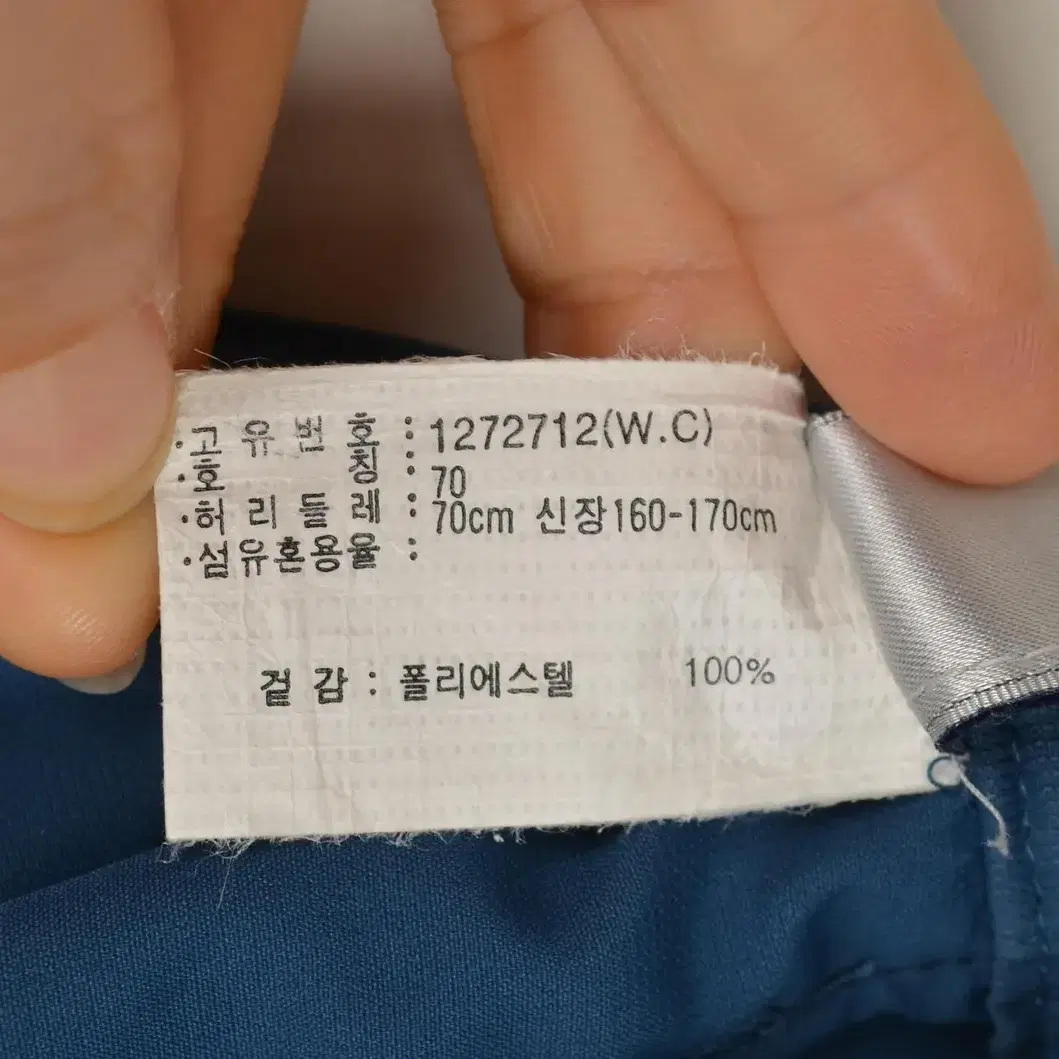 ·고 유 번 호 : 1272712(W.C)
·호 칭 : 70
·허 리 들 레 : 70cm 신장160-170cm
·섬유혼용율 :
겉 감 : 폴리에스텔 100%